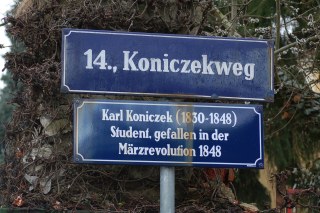 14., Koniczekweg
Karl Koniczek (1830-1848)
Student, gefallen in der
Märzrevolution 1848